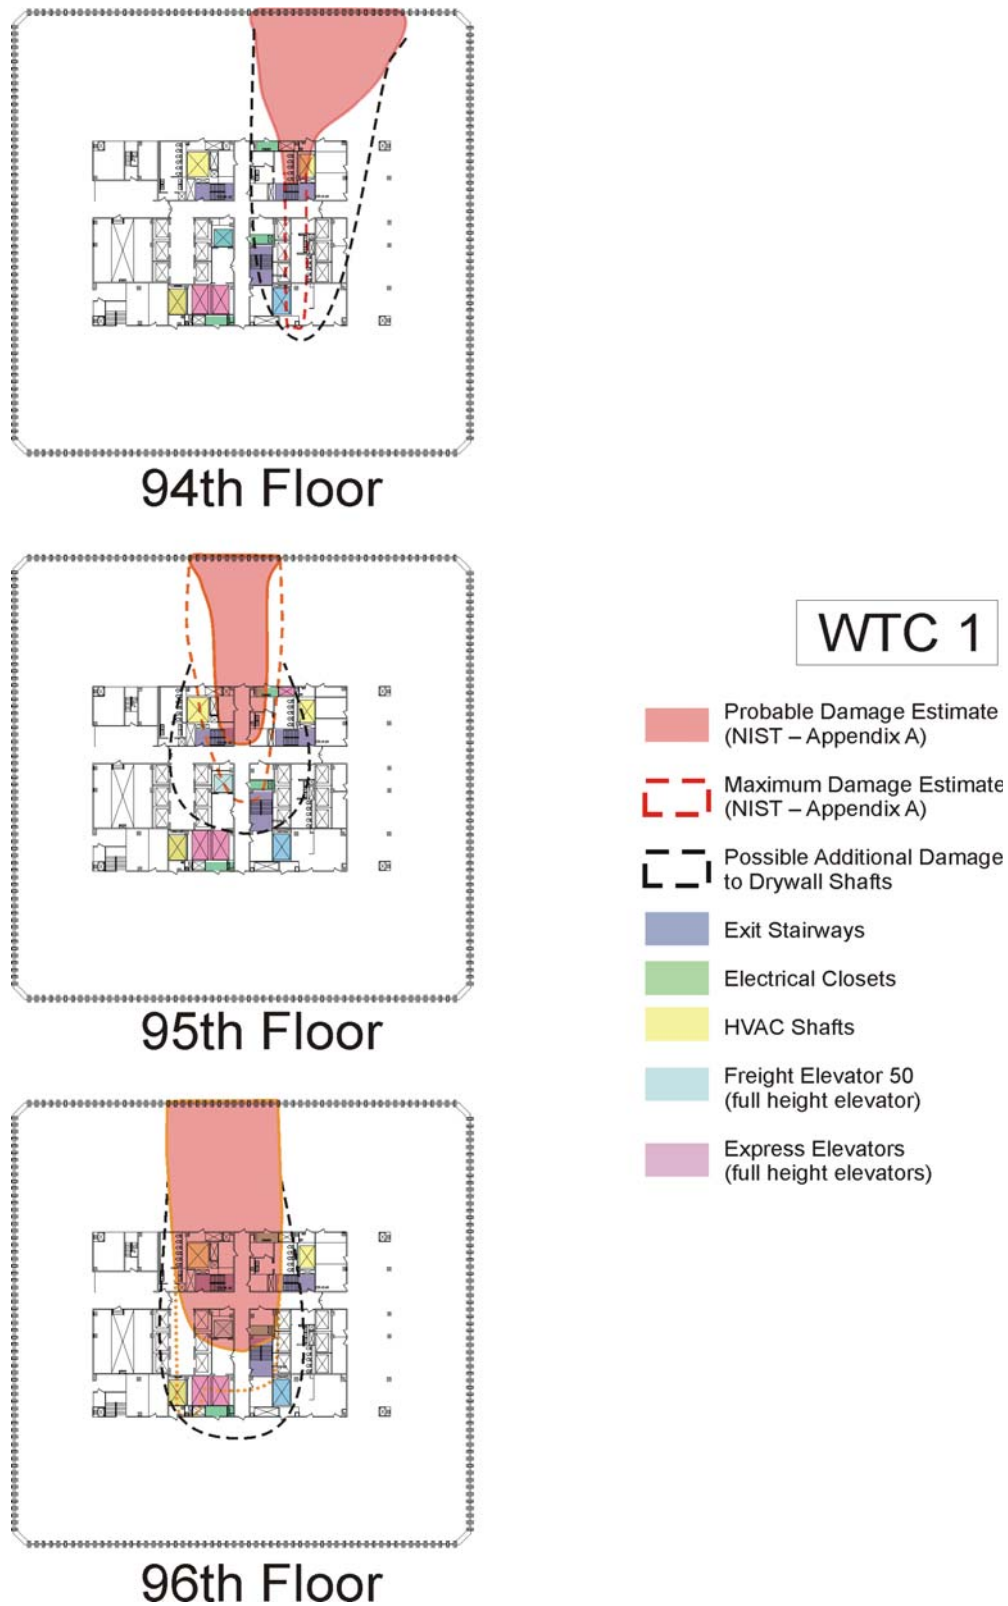 94th Floor
95th Floor
WTC 1
Probable Damage Estimate
(NIST – Appendix A)
Maximum Damage Estimate
(NIST – Appendix A)
Possible Additional Damage
to Drywall Shafts
Exit Stairways
Electrical Closets
HVAC Shafts
Freight Elevator 50
(full height elevator)
Express Elevators
(full height elevators)
96th Floor